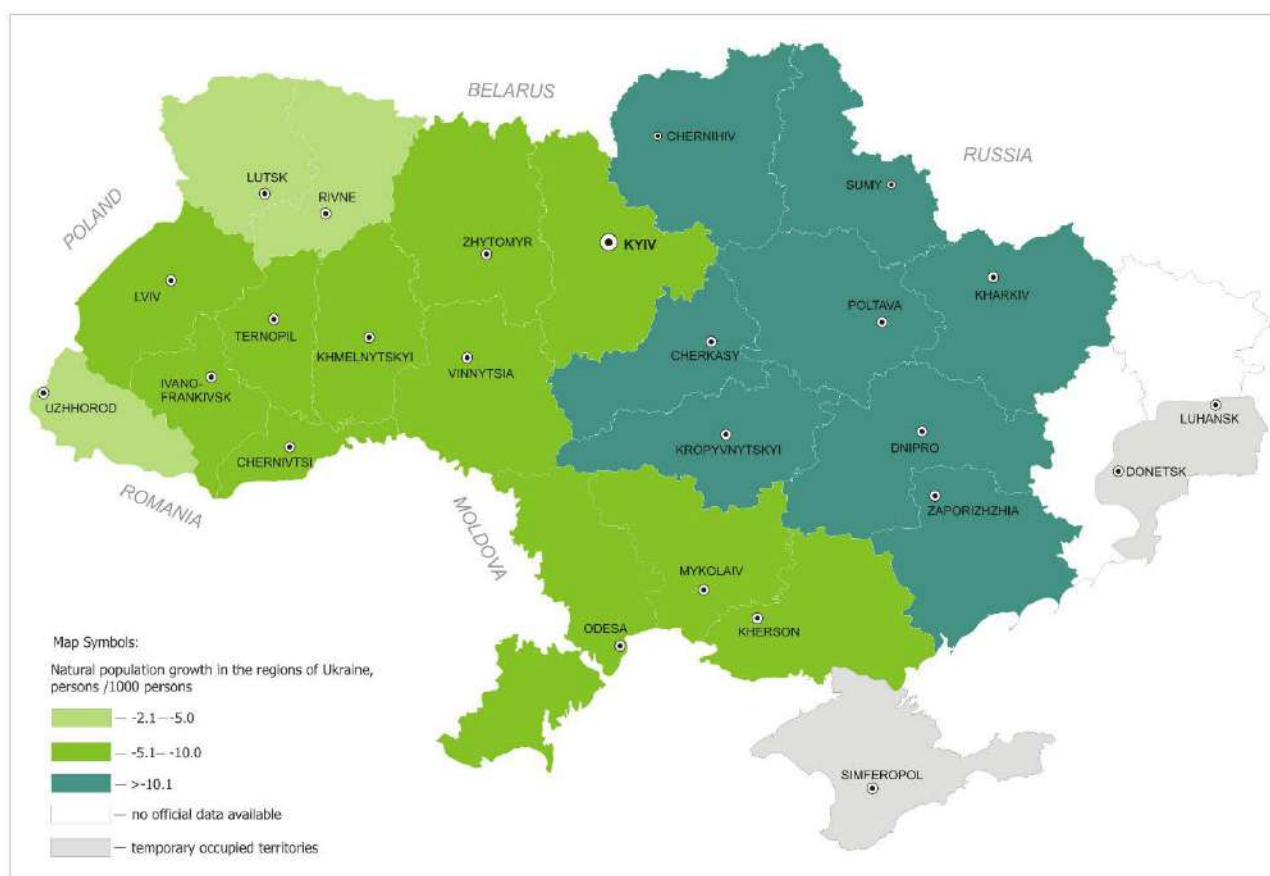 BELARUS
RUSSIA
POLAND
ROMANIA
MOLDOVA
CHERNIHIV
SUMY
LUTSK
RIVNE
ZHYTOMYR
KYIV
LVIV
TERNOPIL
KHMELNYTSKYI
VINNYTSIA
CHERKASY
POLTAVA
KHARKIV
UZHHOROD
IVANO-
FRANKIVSK
CHERNIVTSI
KROPYVNYTSKYI
DNIPRO
LUHANSK
DONETSK
ZAPORIZHZHIA
MYKOLAIV
KHERSON
ODESA
SIMFEROPOL
Map Symbols:
Natural population growth in the regions of Ukraine,
persons /1000 persons
— -2.1 —-5.0
— -5.1— -10.0
— >-10.1
— no official data available
— temporary occupied territories